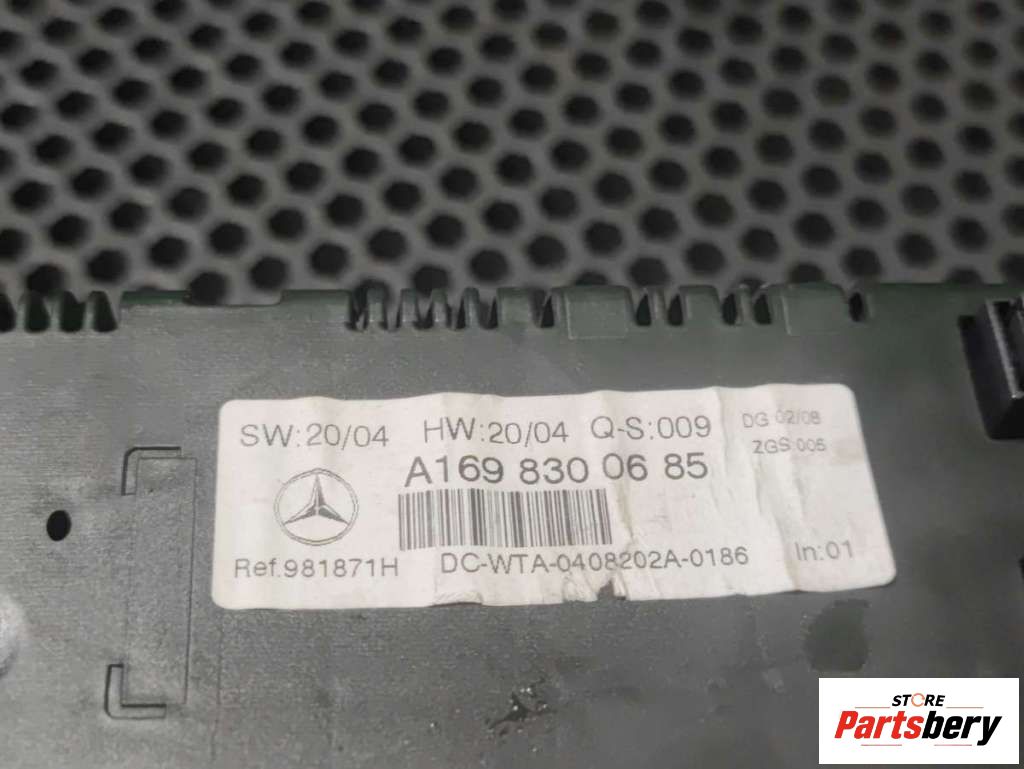 SW:20/04 HW:20/04 Q-S:009 DG:02/08
ZGS:006
A169 830 06 85
Ref.981871H DC-WTA-0408202A-0186 In:01
STORE
Partsbery